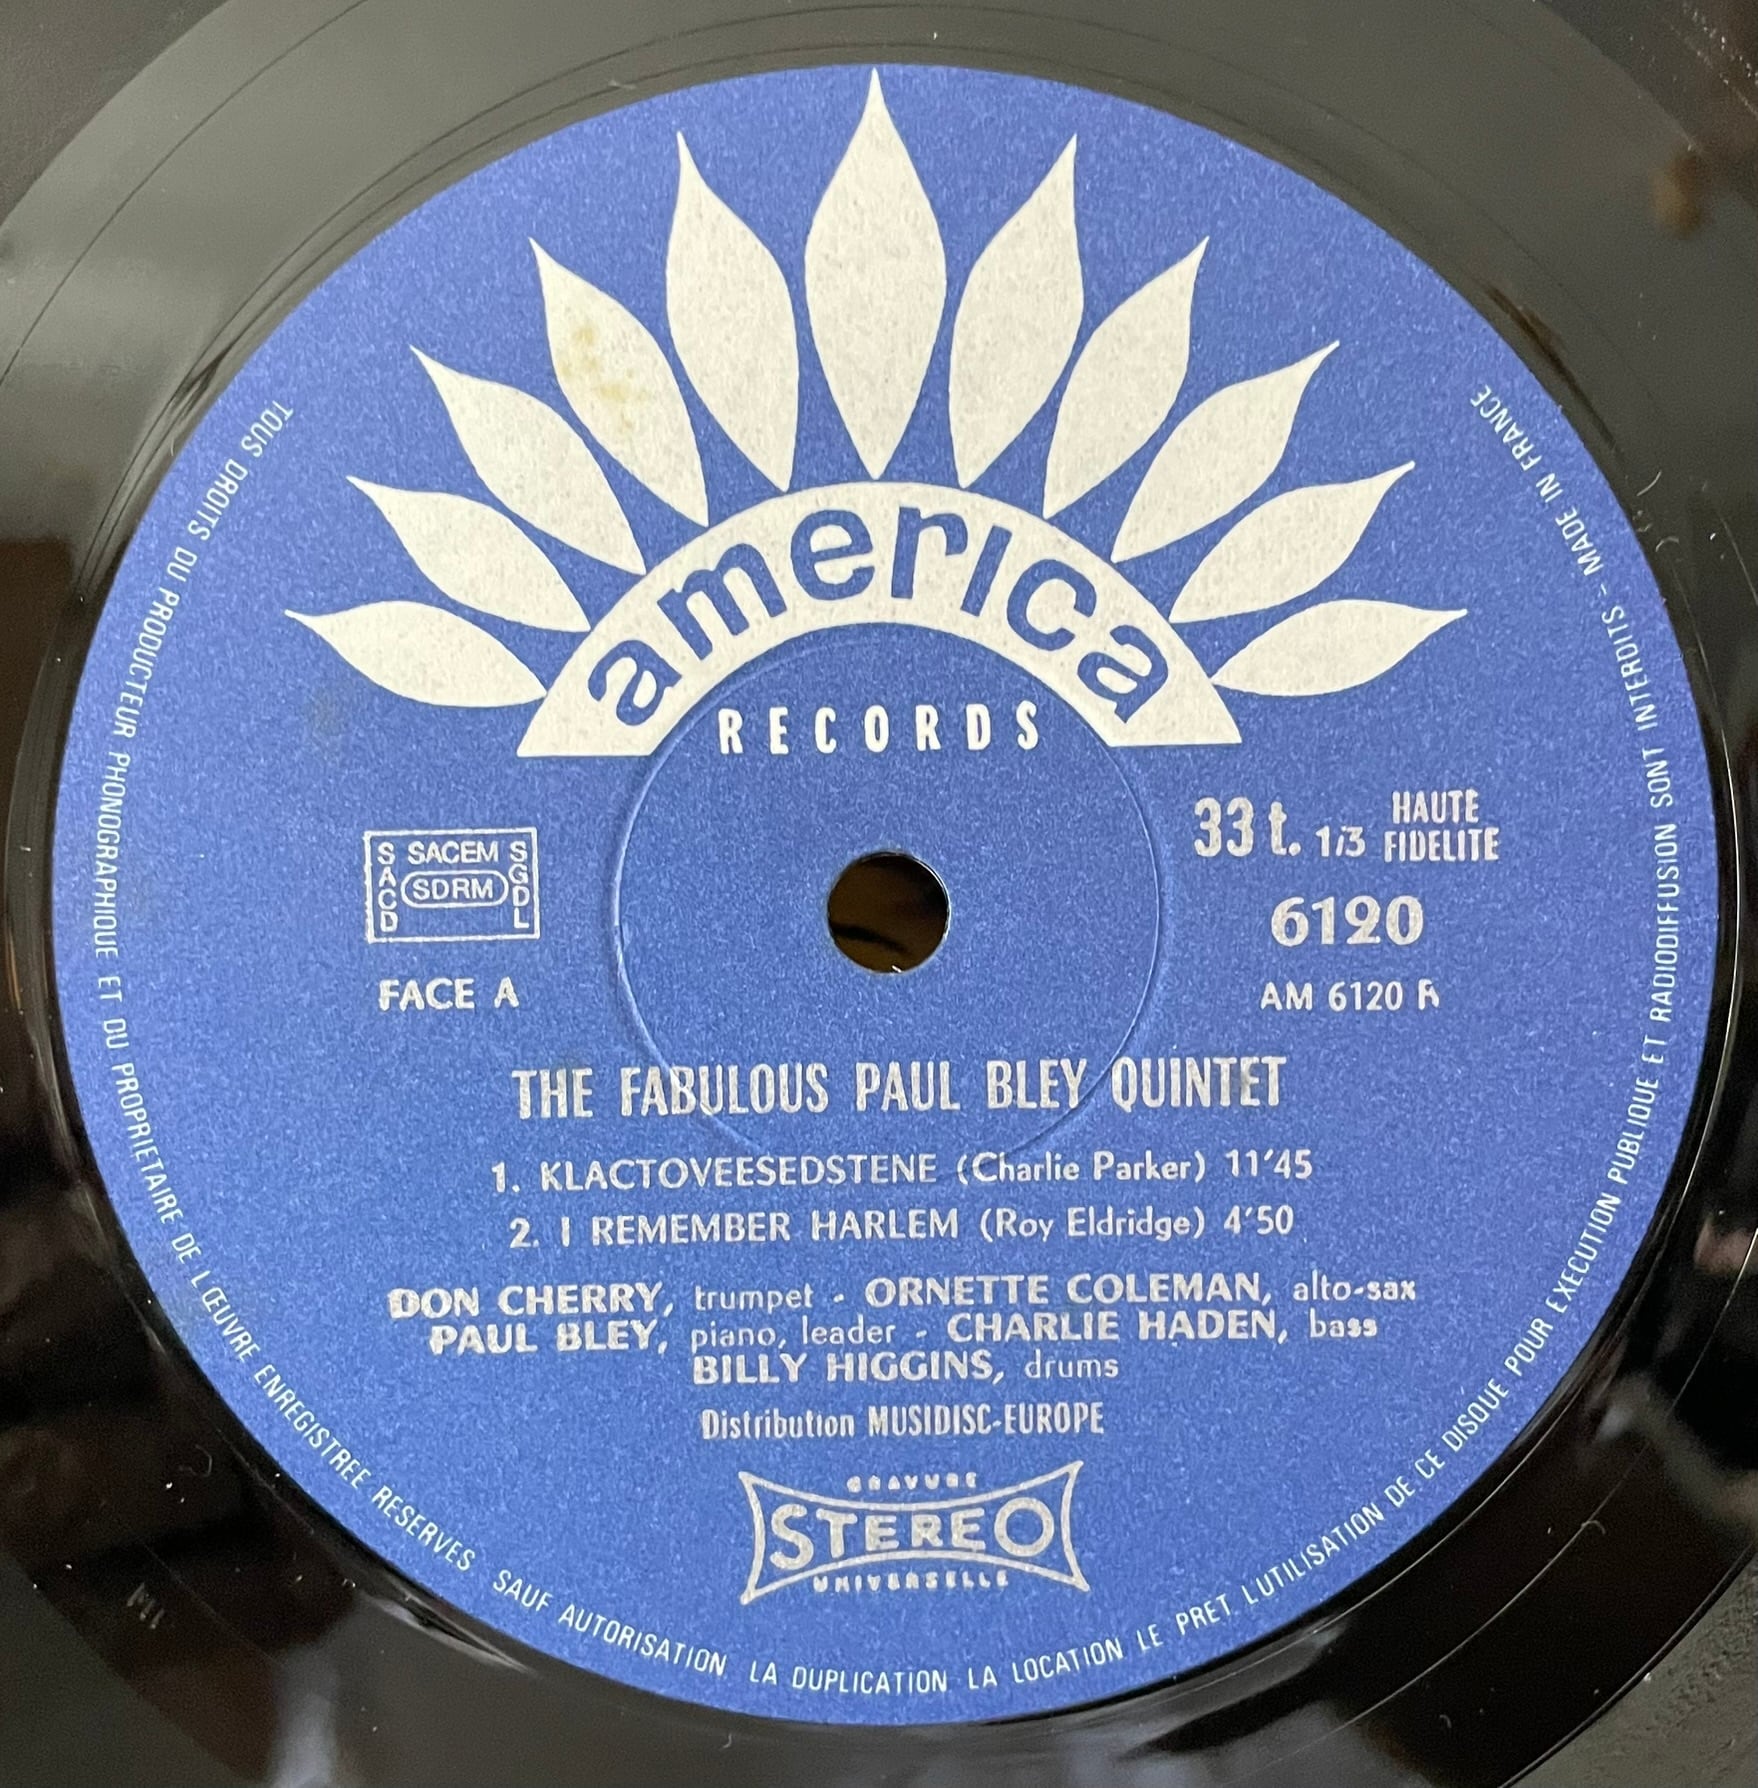 america
RECORDS
SACEM
SACD
SDRM
SGDL
33 t. 1/3 HAUTE FIDELITE
6120
FACE A
AM 6120 A
THE FABULOUS PAUL BLEY QUINTET
1. KLACTOVEESEDSTENE (Charlie Parker) 11'45
2. I REMEMBER HARLEM (Roy Eldridge) 4'50
DON CHERRY, trumpet - ORNETTE COLEMAN, alto-sax
PAUL BLEY, piano, leader - CHARLIE HADEN, bass
BILLY HIGGINS, drums
Distribution MUSIDISC-EUROPE
GRAVURE
STEREO
UNIVERSELLE
TOUS DROITS DU PRODUCTEUR PHONOGRAPHIQUE ET DU PROPRIETAIRE DE L'ŒUVRE ENREGISTREE RESERVES SAUF AUTORISATION LA DUPLICATION LA LOCATION LE PRET L'UTILISATION DE CE DISQUE POUR EXECUTION PUBLIQUE ET RADIODIFFUSION SONT INTERDITS - MADE IN FRANCE